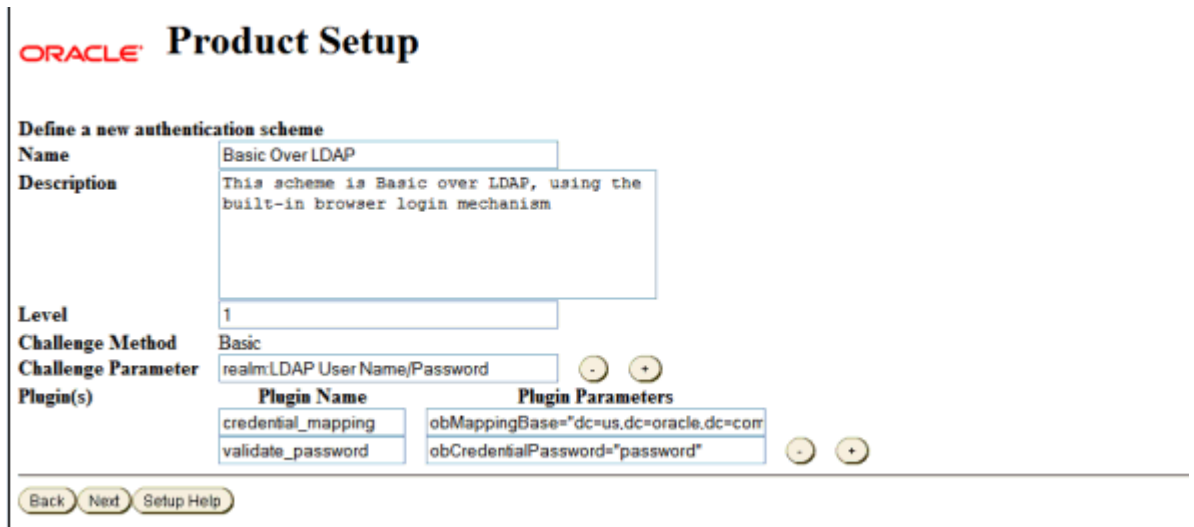 ORACLE Product Setup
Define a new authentication scheme
Name Basic Over LDAP
Description This scheme is Basic over LDAP, using the
built-in browser login mechanism
Level 1
Challenge Method Basic
Challenge Parameter realm:LDAP User Name/Password - +
Plugin(s) Plugin Name Plugin Parameters
credential_mapping obMappingBase="dc=us,dc=oracle,dc=com
validate_password obCredentialPassword="password" - +
Back Next Setup Help